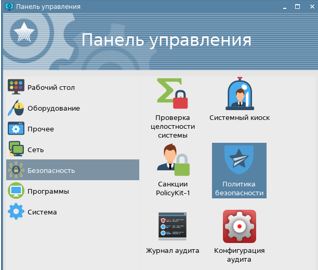 Панель управления
Панель управления
Рабочий стол
Оборудование
Прочее
Сеть
Безопасность
Программы
Система
Проверка
целостности
системы
Системный киоск
Санкции
PolicyKit-1
Политика
безопасности
Журнал аудита
Конфигурация
аудита